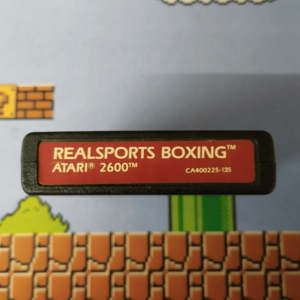 REALSPORTS BOXING™
ATARI® 2600™
CA400225-135